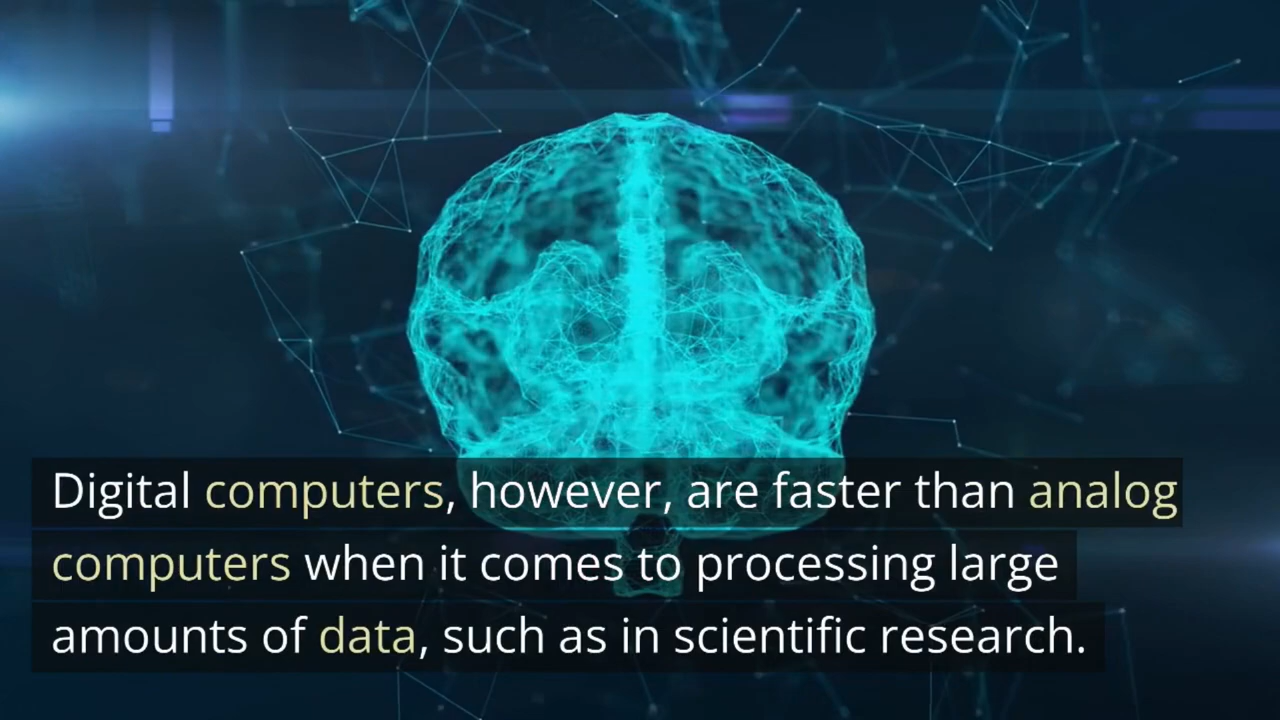 Digital computers, however, are faster than analog
computers when it comes to processing large
amounts of data, such as in scientific research.